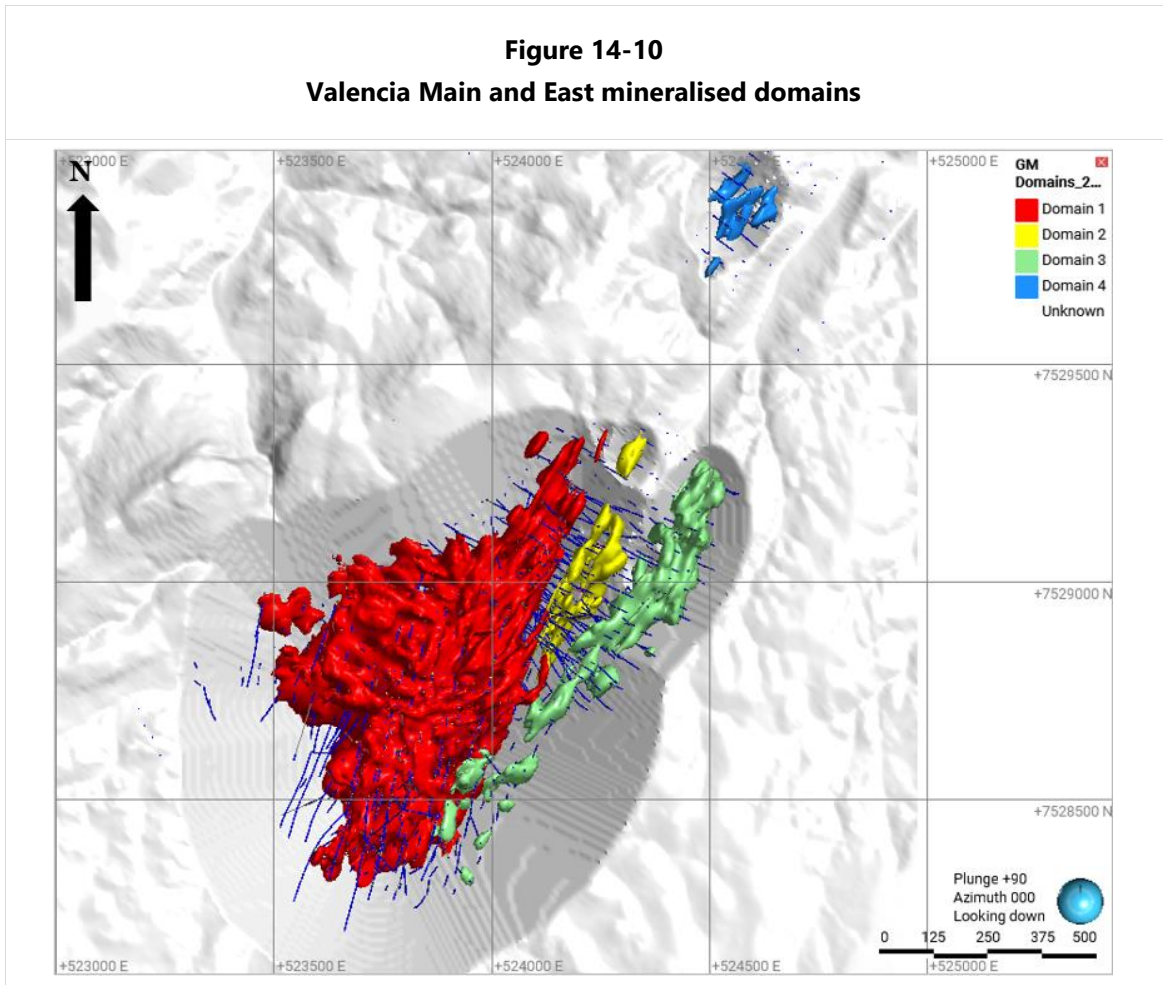 Figure 14-10
Valencia Main and East mineralised domains
+523000 E
+523500 E
+524000 E
+524500 E
+525000 E
N
GM
Domains_2...
Domain 1
Domain 2
Domain 3
Domain 4
Unknown
+7529500 N
+7529000 N
+7528500 N
Plunge +90
Azimuth 000
Looking down
0 125 250 375 500
+523000 E
+523500 E
+524000 E
+524500 E
+525000 E